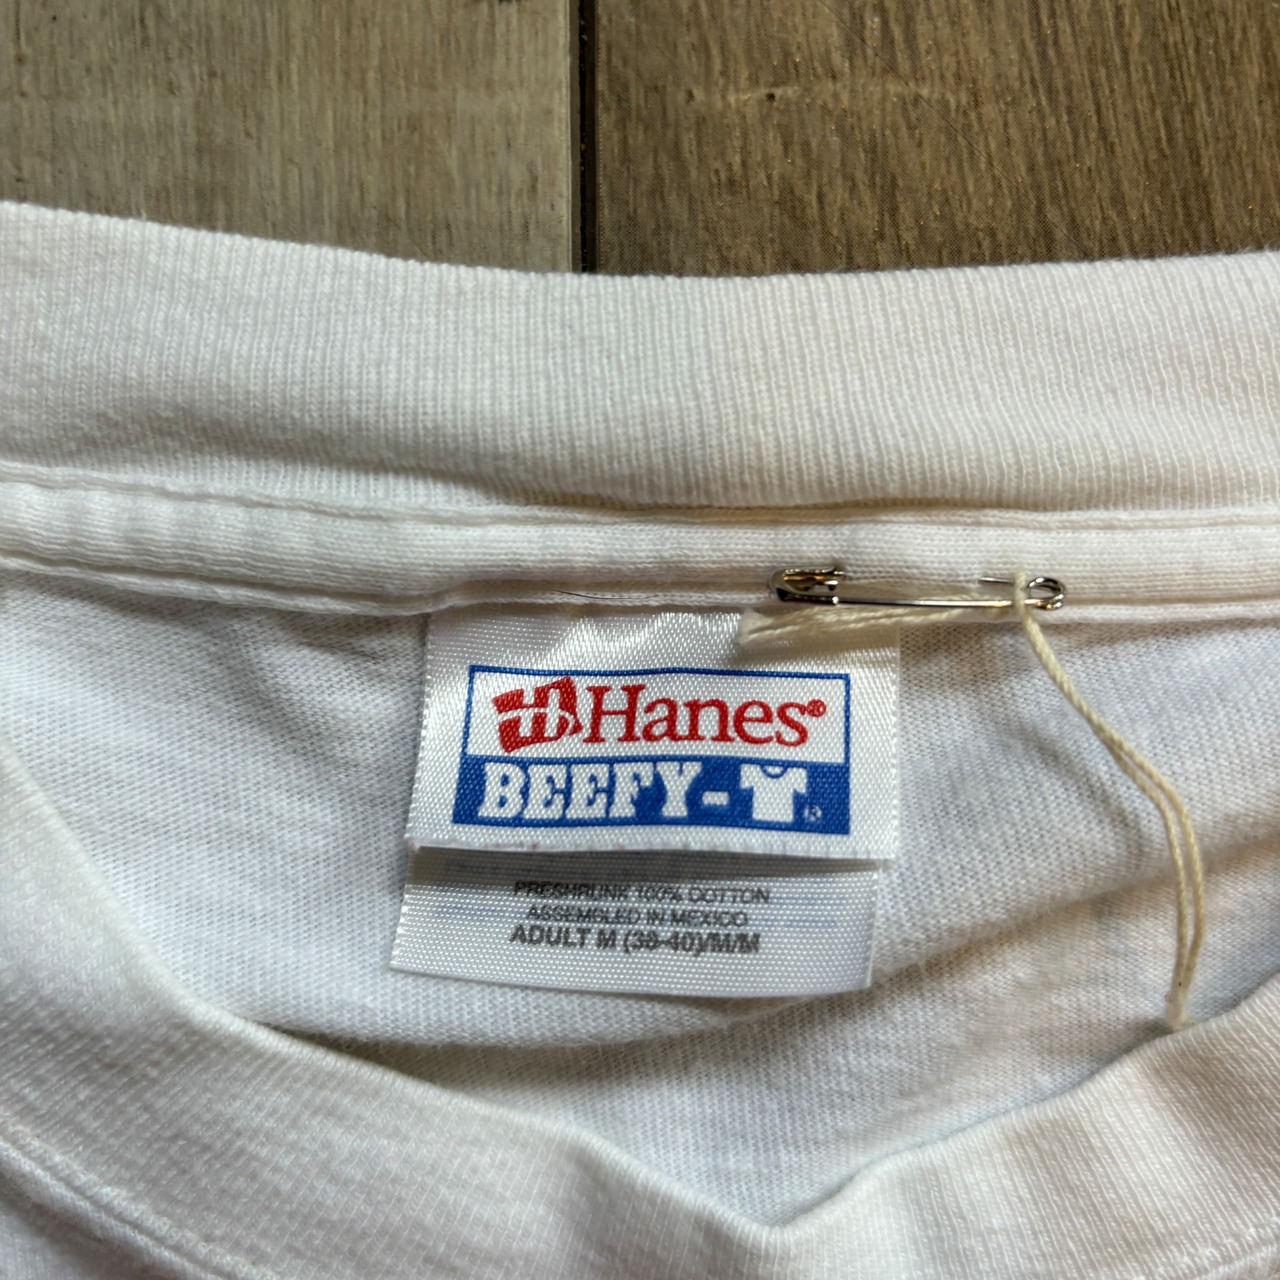 Hanes®
BEEFY-T®
PRESHRUNK 100% COTTON
ASSEMBLED IN MEXICO
ADULT M (38-40)/M/M